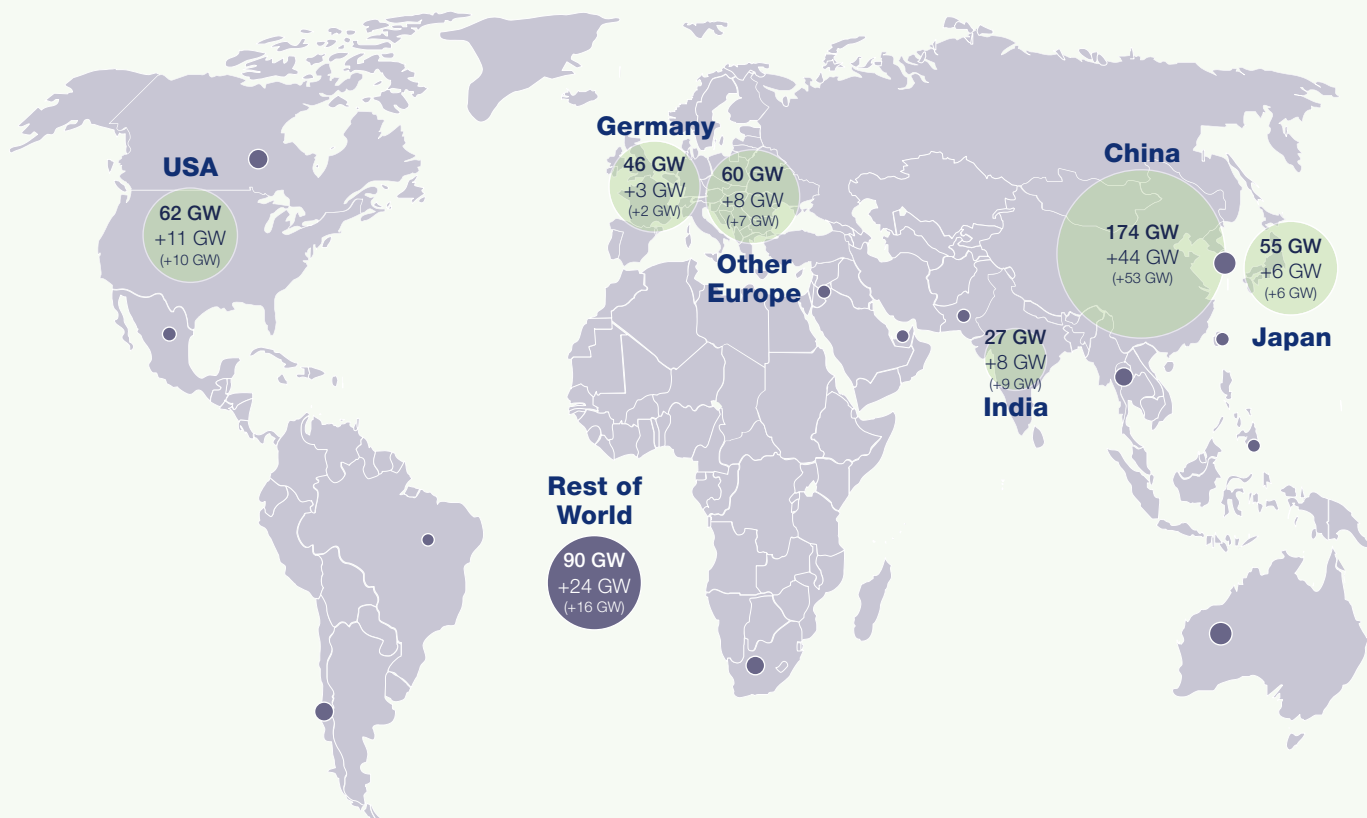 USA
62 GW
+11 GW
(+10 GW)
Germany
46 GW
+3 GW
(+2 GW)
60 GW
+8 GW
(+7 GW)
Other
Europe
China
174 GW
+44 GW
(+53 GW)
55 GW
+6 GW
(+6 GW)
Japan
27 GW
+8 GW
(+9 GW)
India
Rest of
World
90 GW
+24 GW
(+16 GW)